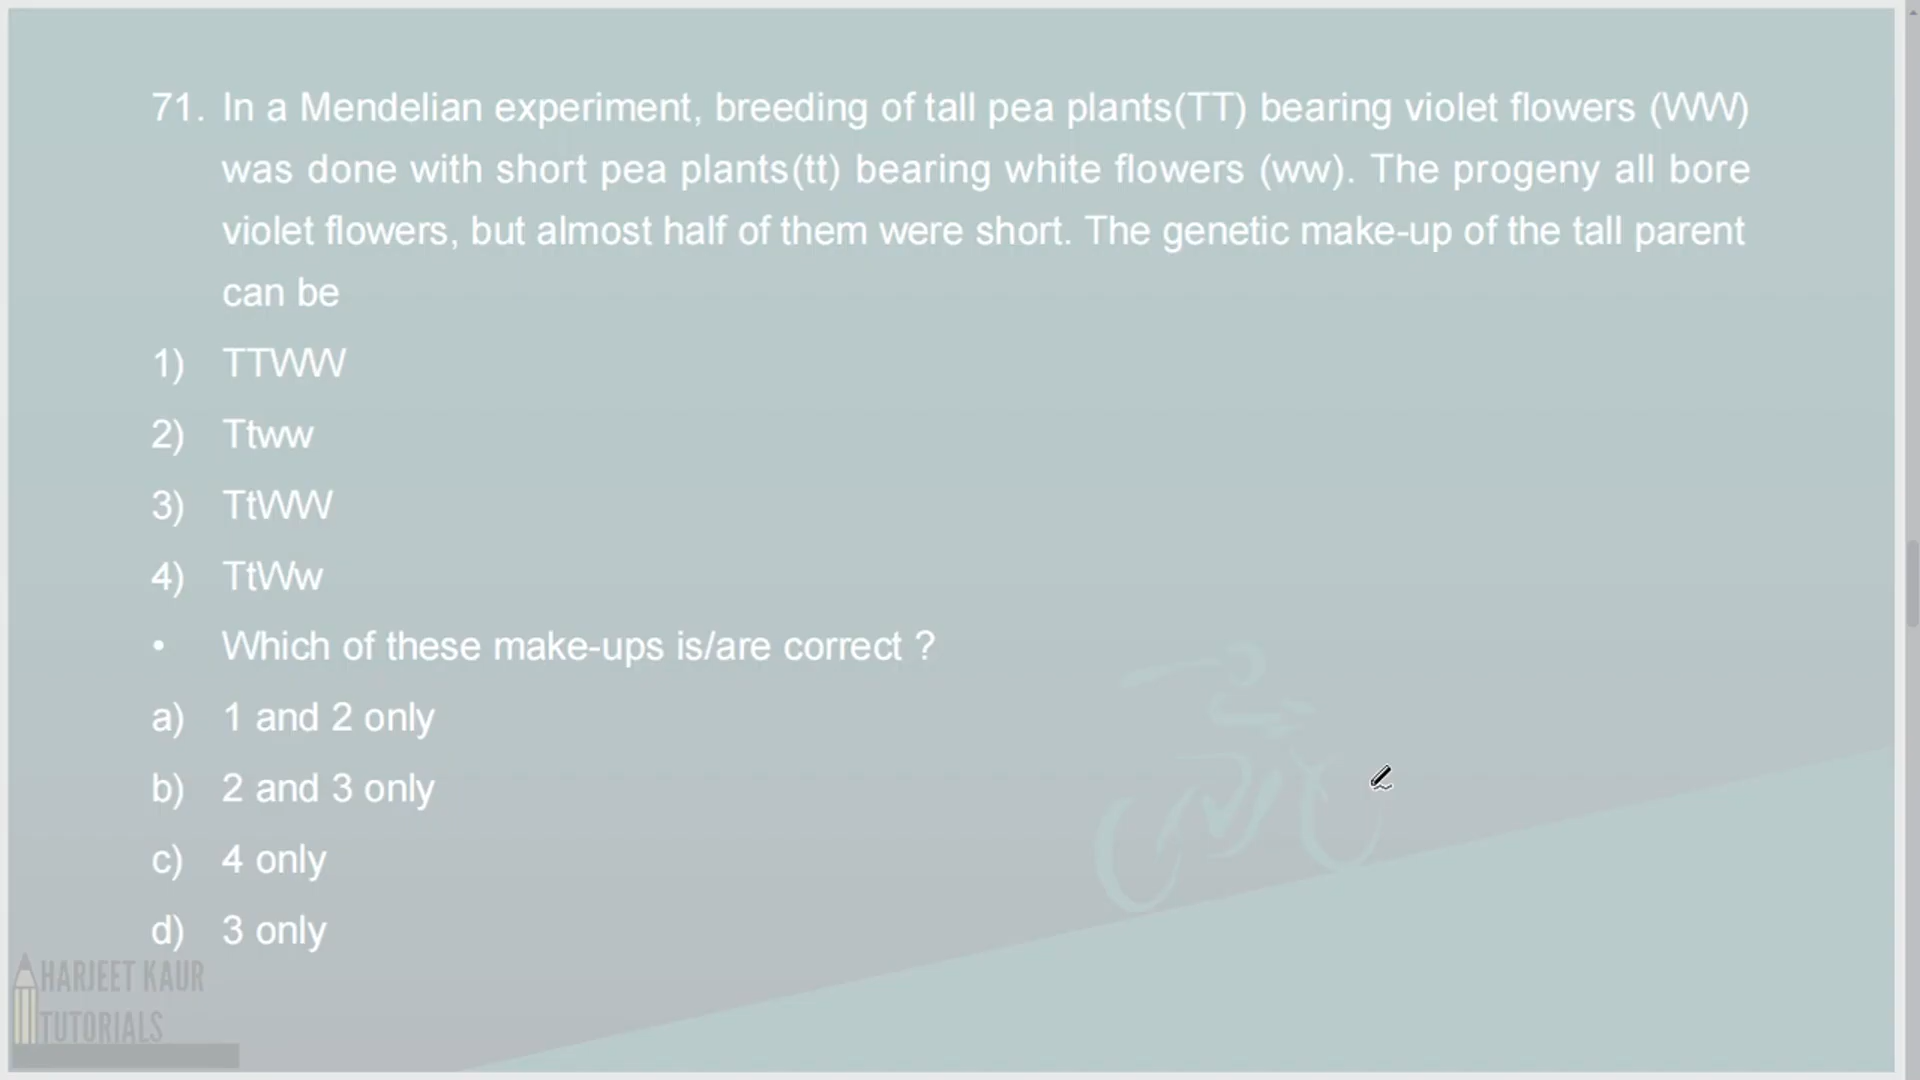 71. In a Mendelian experiment, breeding of tall pea plants(TT) bearing violet flowers (WW)
was done with short pea plants(tt) bearing white flowers (ww). The progeny all bore
violet flowers, but almost half of them were short. The genetic make-up of the tall parent
can be
1) TTWW
2) Ttww
3) TtWW
4) TtWw
• Which of these make-ups is/are correct ?
a) 1 and 2 only
b) 2 and 3 only
c) 4 only
d) 3 only
HARJEET KAUR
TUTORIALS